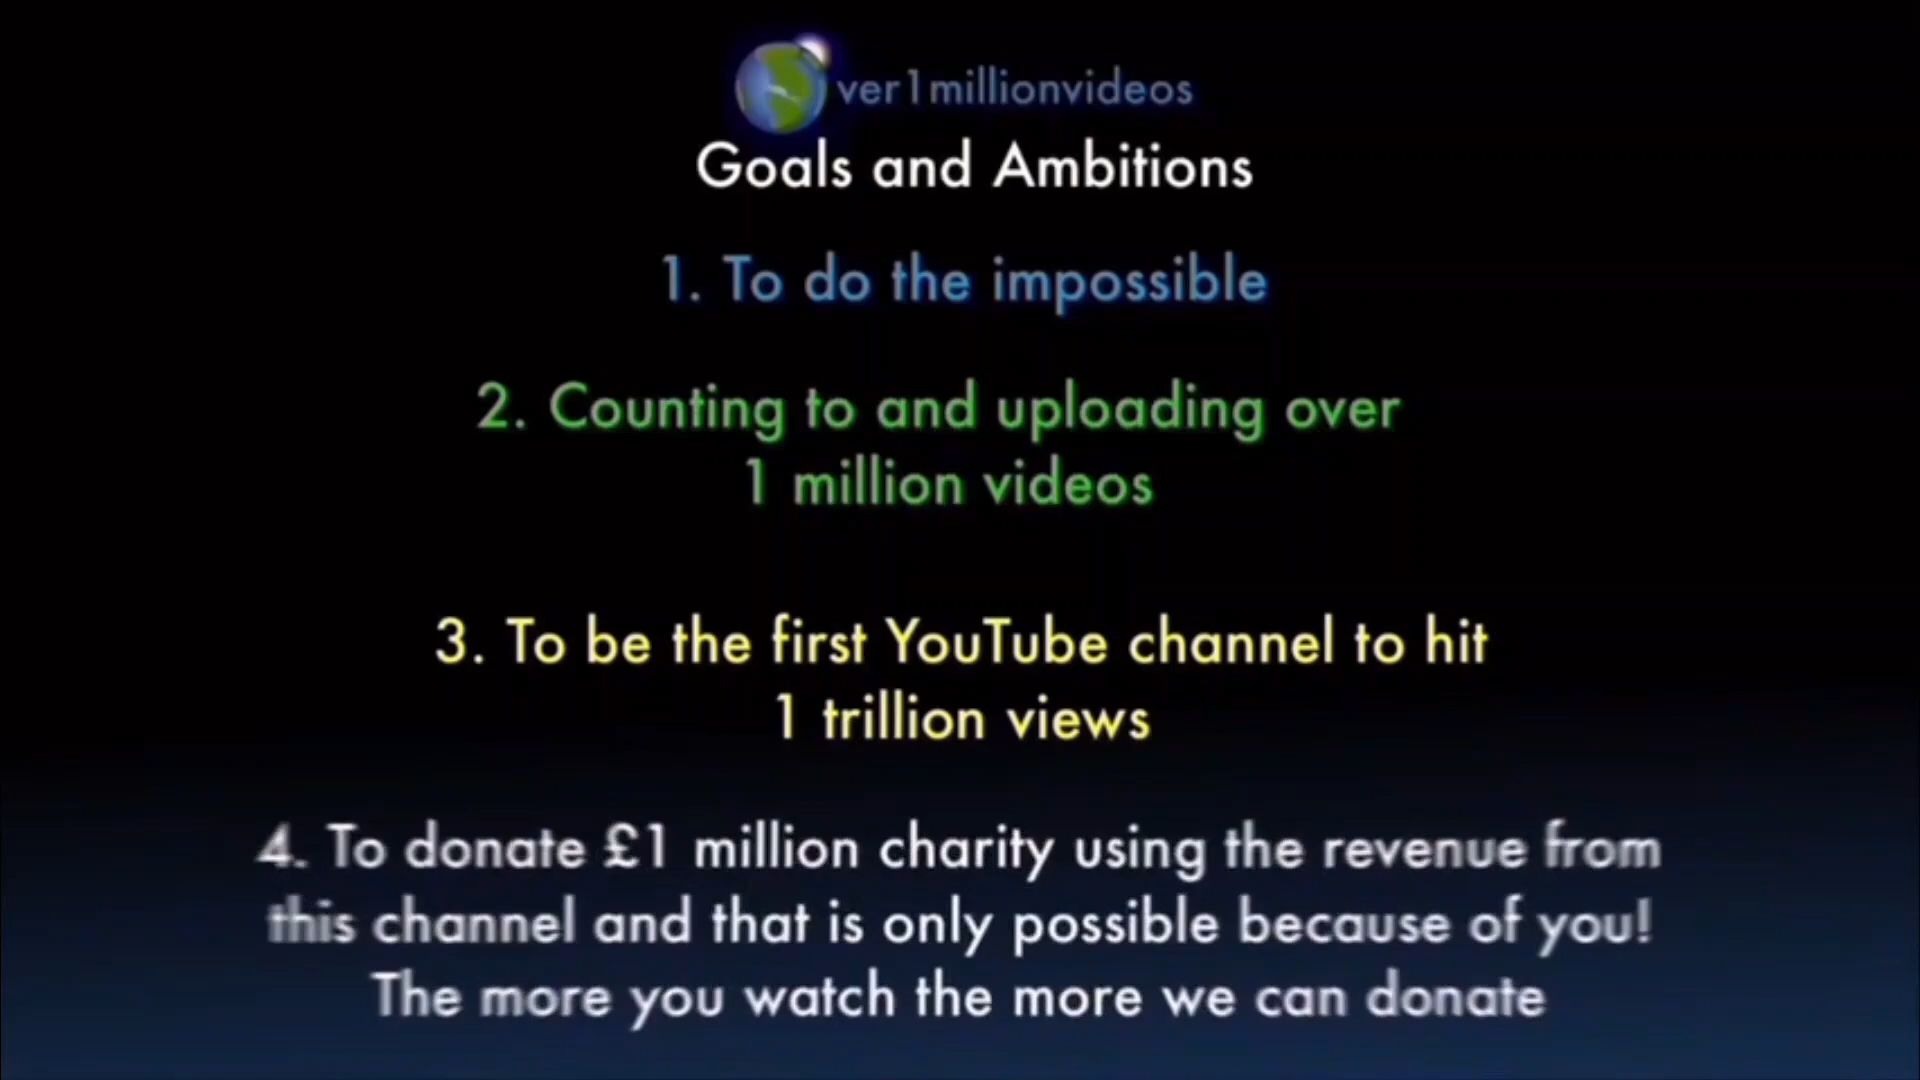 ver1millionvideos
Goals and Ambitions
1. To do the impossible
2. Counting to and uploading over
1 million videos
3. To be the first YouTube channel to hit
1 trillion views
4. To donate £1 million charity using the revenue from
this channel and that is only possible because of you!
The more you watch the more we can donate